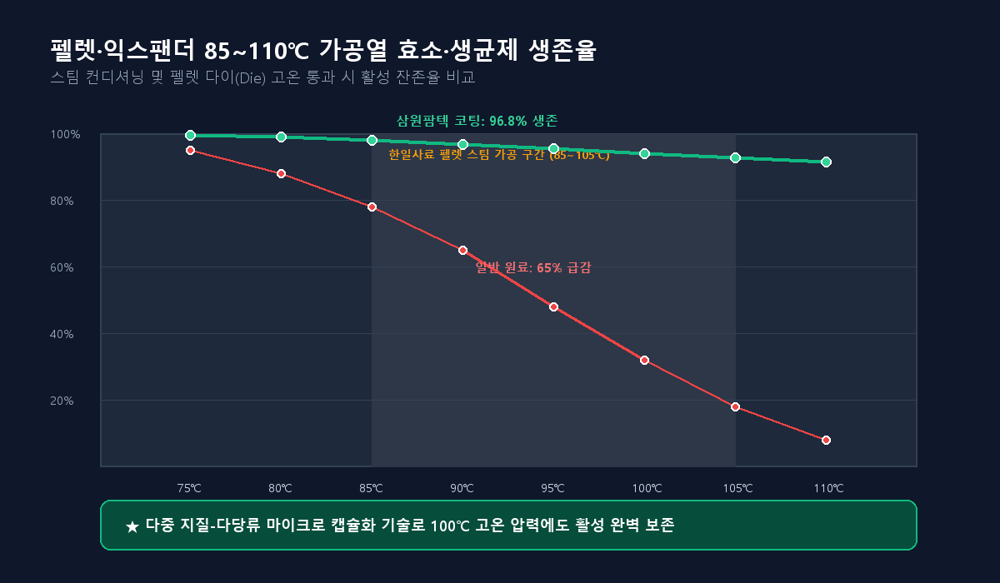 펠렛·익스팬더 85~110℃ 가공열 효소·생균제 생존율
스팀 컨디셔닝 및 펠렛 다이(Die) 고온 통과 시 활성 잔존율 비교
삼원팜텍 코팅: 96.8% 생존
100%
한일사료 펠렛 스팀 가공 구간 (85~105℃)
80%
60%
일반 원료: 65% 급감
40%
20%
75℃ 80℃ 85℃ 90℃ 95℃ 100℃ 105℃ 110℃
★ 다중 지질-다당류 마이크로 캡슐화 기술로 100℃ 고온 압력에도 활성 완벽 보존